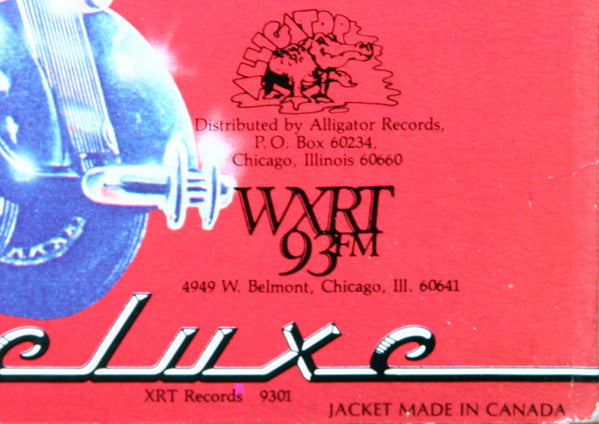 ALLIGATOR
Distributed by Alligator Records,
P. O. Box 60234,
Chicago, Illinois 60660
WXRT
93FM
4949 W. Belmont, Chicago, Ill. 60641
eluxe
XRT Records 9301
JACKET MADE IN CANADA